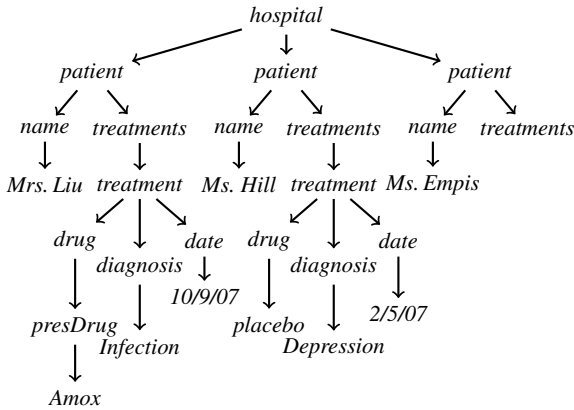 hospital
patient patient patient
name treatments name treatments name treatments
Mrs. Liu treatment Ms. Hill treatment Ms. Empis
drug diagnosis date drug diagnosis date
10/9/07 2/5/07
presDrug Infection placebo Depression
Amox